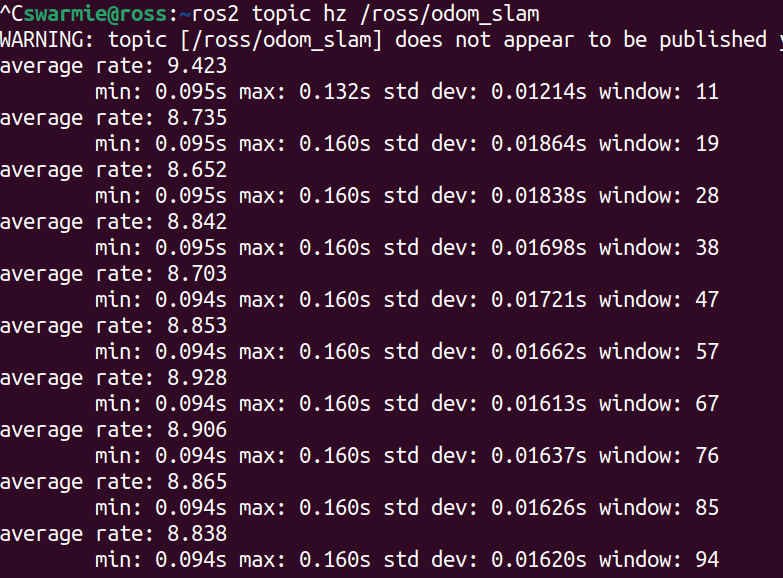 ^Cswarmie@ross:~ros2 topic hz /ross/odom_slam
WARNING: topic [/ross/odom_slam] does not appear to be published
average rate: 9.423
min: 0.095s max: 0.132s std dev: 0.01214s window: 11
average rate: 8.735
min: 0.095s max: 0.160s std dev: 0.01864s window: 19
average rate: 8.652
min: 0.095s max: 0.160s std dev: 0.01838s window: 28
average rate: 8.842
min: 0.095s max: 0.160s std dev: 0.01698s window: 38
average rate: 8.703
min: 0.094s max: 0.160s std dev: 0.01721s window: 47
average rate: 8.853
min: 0.094s max: 0.160s std dev: 0.01662s window: 57
average rate: 8.928
min: 0.094s max: 0.160s std dev: 0.01613s window: 67
average rate: 8.906
min: 0.094s max: 0.160s std dev: 0.01637s window: 76
average rate: 8.865
min: 0.094s max: 0.160s std dev: 0.01626s window: 85
average rate: 8.838
min: 0.094s max: 0.160s std dev: 0.01620s window: 94